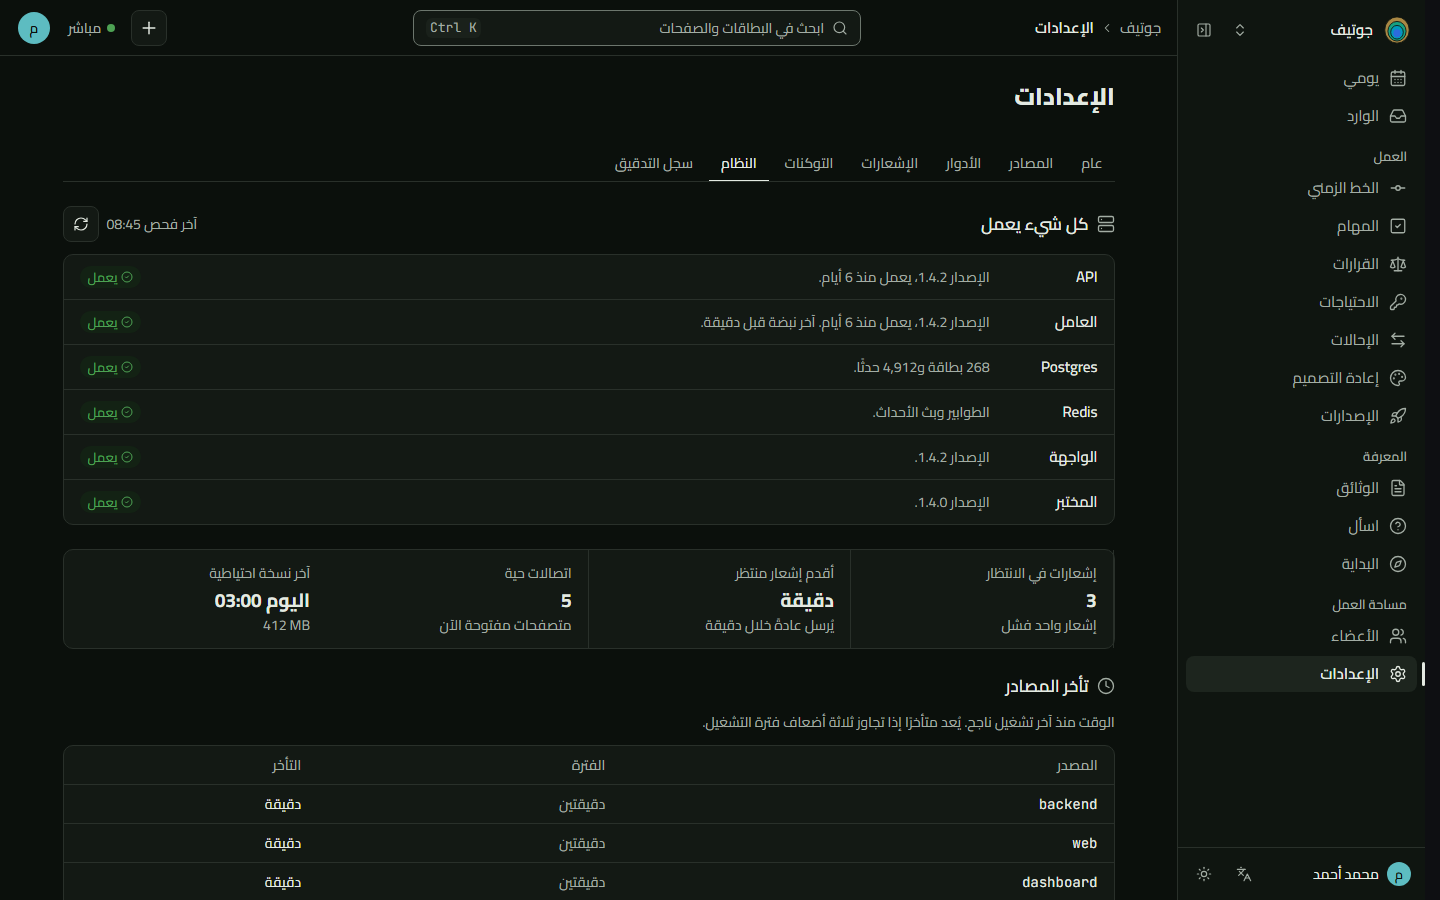 جوتيف
يومي
الوارد
العمل
الخط الزمني
المهام
القرارات
الاحتياجات
الإحالات
إعادة التصميم
الإصدارات
المعرفة
الوثائق
اسأل
البداية
مساحة العمل
الأعضاء
الإعدادات
محمد أحمد
م
جوتيف › الإعدادات
ابحث في البطاقات والصفحات Ctrl K
مباشر
م
الإعدادات
عام المصادر الأدوار الإشعارات التوكنات النظام سجل التدقيق
كل شيء يعمل
آخر فحص 08:45
API الإصدار 1.4.2، يعمل منذ 6 أيام. يعمل
العامل الإصدار 1.4.2، يعمل منذ 6 أيام. آخر نبضة قبل دقيقة. يعمل
Postgres 268 بطاقة و4,912 حدثًا. يعمل
Redis الطوابير وبث الأحداث. يعمل
الواجهة الإصدار 1.4.2. يعمل
المختبر الإصدار 1.4.0. يعمل
إشعارات في الانتظار أقدم إشعار منتظر اتصالات حية آخر نسخة احتياطية
3 دقيقة 5 اليوم 03:00
إشعار واحد فشل يُرسل عادةً خلال دقيقة متصفحات مفتوحة الآن 412 MB
تأخر المصادر
الوقت منذ آخر تشغيل ناجح. يُعد متأخرًا إذا تجاوز ثلاثة أضعاف فترة التشغيل.
المصدر الفترة التأخر
backend دقيقتين دقيقة
web دقيقتين دقيقة
dashboard دقيقتين دقيقة